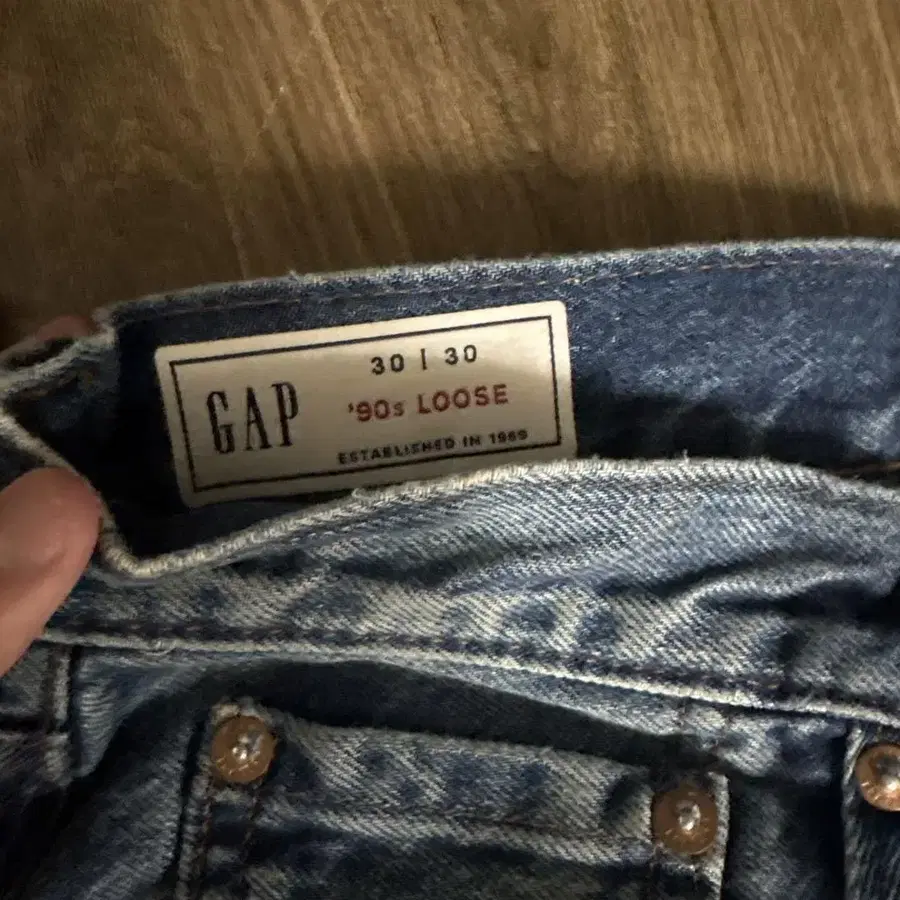 GAP
30 | 30
'90s LOOSE
ESTABLISHED IN 1969